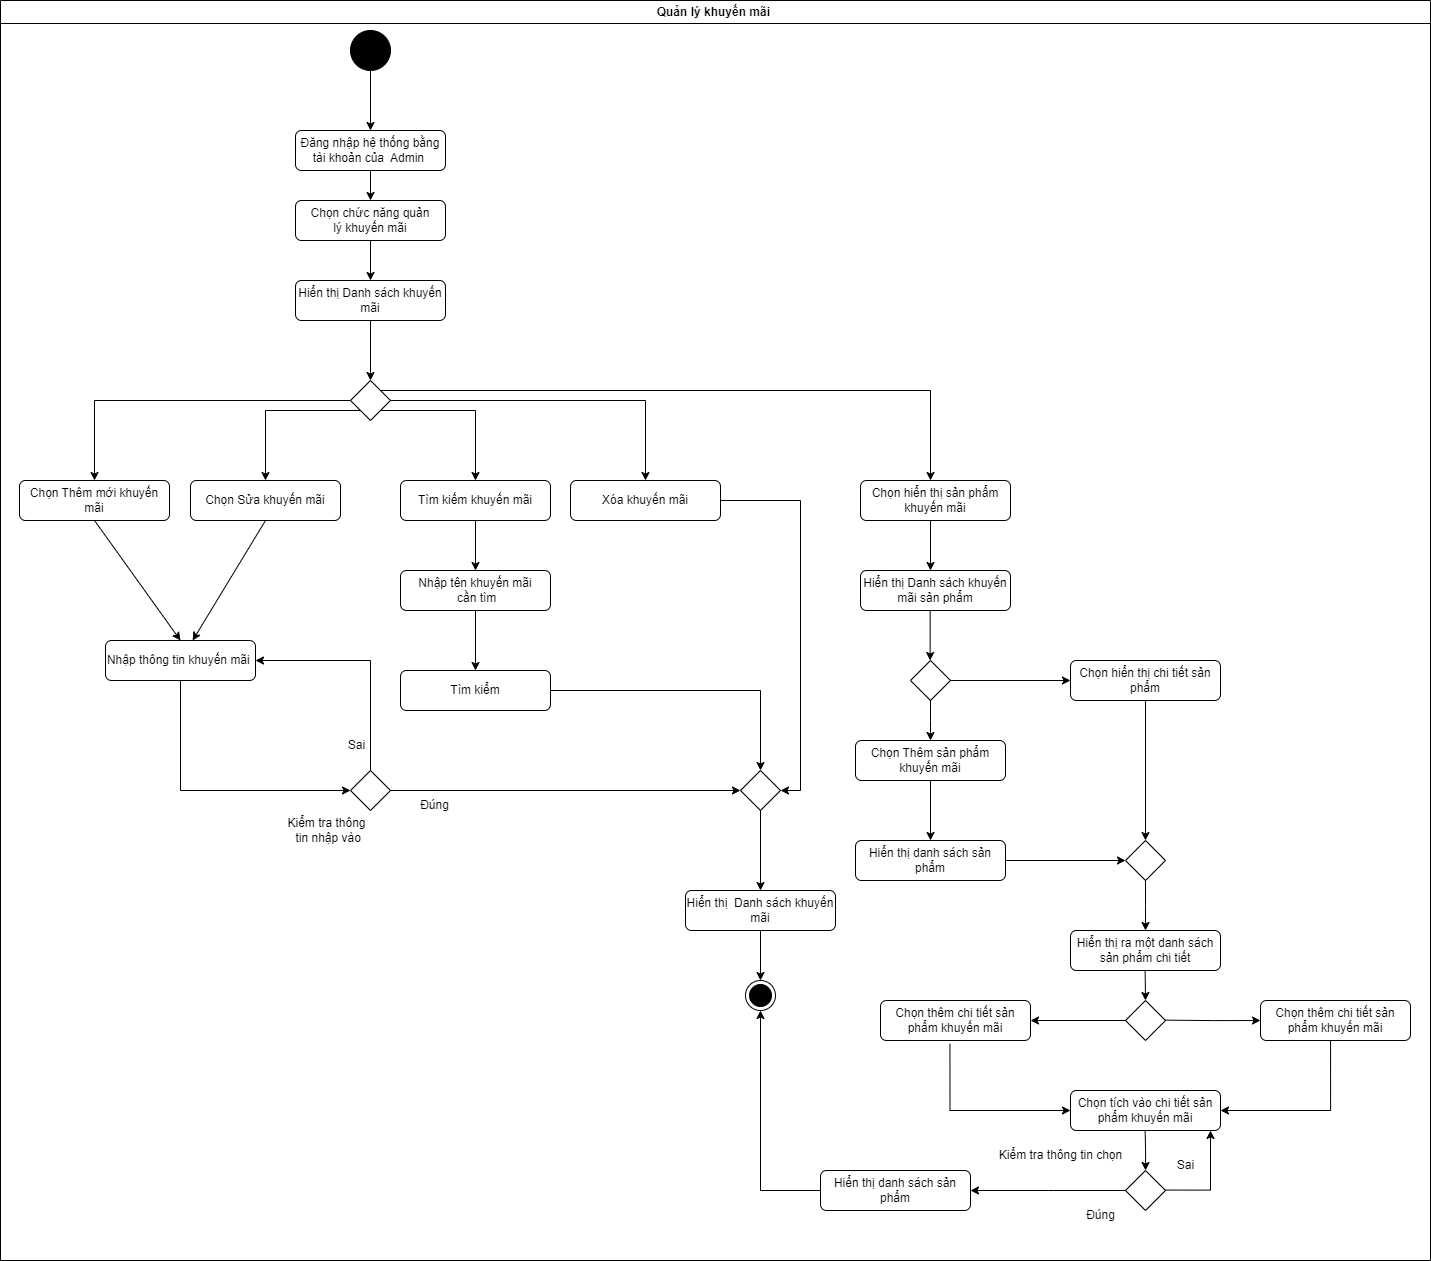 Quản lý khuyến mãi
Đăng nhập hệ thống bằng
tài khoản của Admin
Chọn chức năng quản
lý khuyến mãi
Hiển thị Danh sách khuyến
mãi
Chọn Thêm mới khuyến
mãi
Chọn Sửa khuyến mãi
Tìm kiếm khuyến mãi
Xóa khuyến mãi
Chọn hiển thị sản phẩm
khuyến mãi
Nhập tên khuyến mãi
cần tìm
Hiển thị Danh sách khuyến
mãi sản phẩm
Nhập thông tin khuyến mãi
Tìm kiểm
Chọn hiển thị chi tiết sản
phẩm
Sai
Chọn Thêm sản phẩm
khuyến mãi
Đúng
Kiểm tra thông
tin nhập vào
Hiển thị danh sách sản
phẩm
Hiển thị Danh sách khuyến
mãi
Hiển thị ra một danh sách
sản phẩm chi tiết
Chọn thêm chi tiết sản
phẩm khuyến mãi
Chọn thêm chi tiết sản
phẩm khuyến mãi
Chọn tích vào chi tiết sản
phẩm khuyến mãi
Kiểm tra thông tin chọn
Sai
Hiển thị danh sách sản
phẩm
Đúng